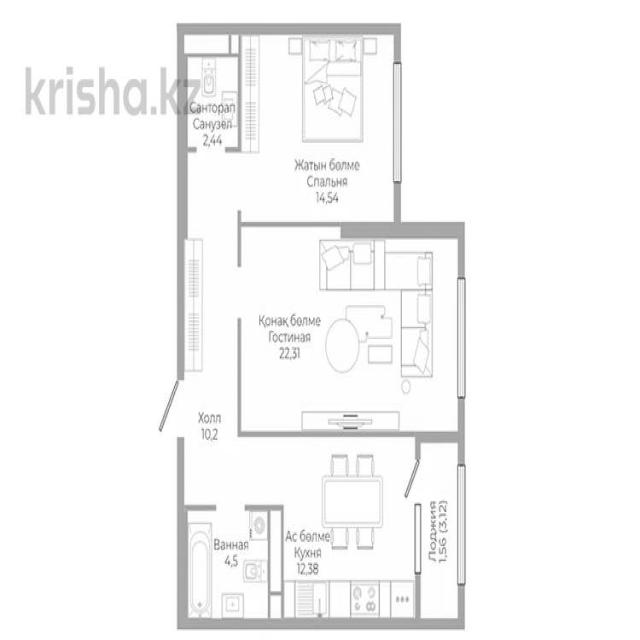 krisha.kz
Санторап
Санузел
2,44
Жатын бөлме
Спальня
14,54
Қонақ бөлме
Гостиная
22,31
Холл
10,2
Ванная
4,5
Ас бөлме
Кухня
12,38
Лоджия
1,56 (3,12)